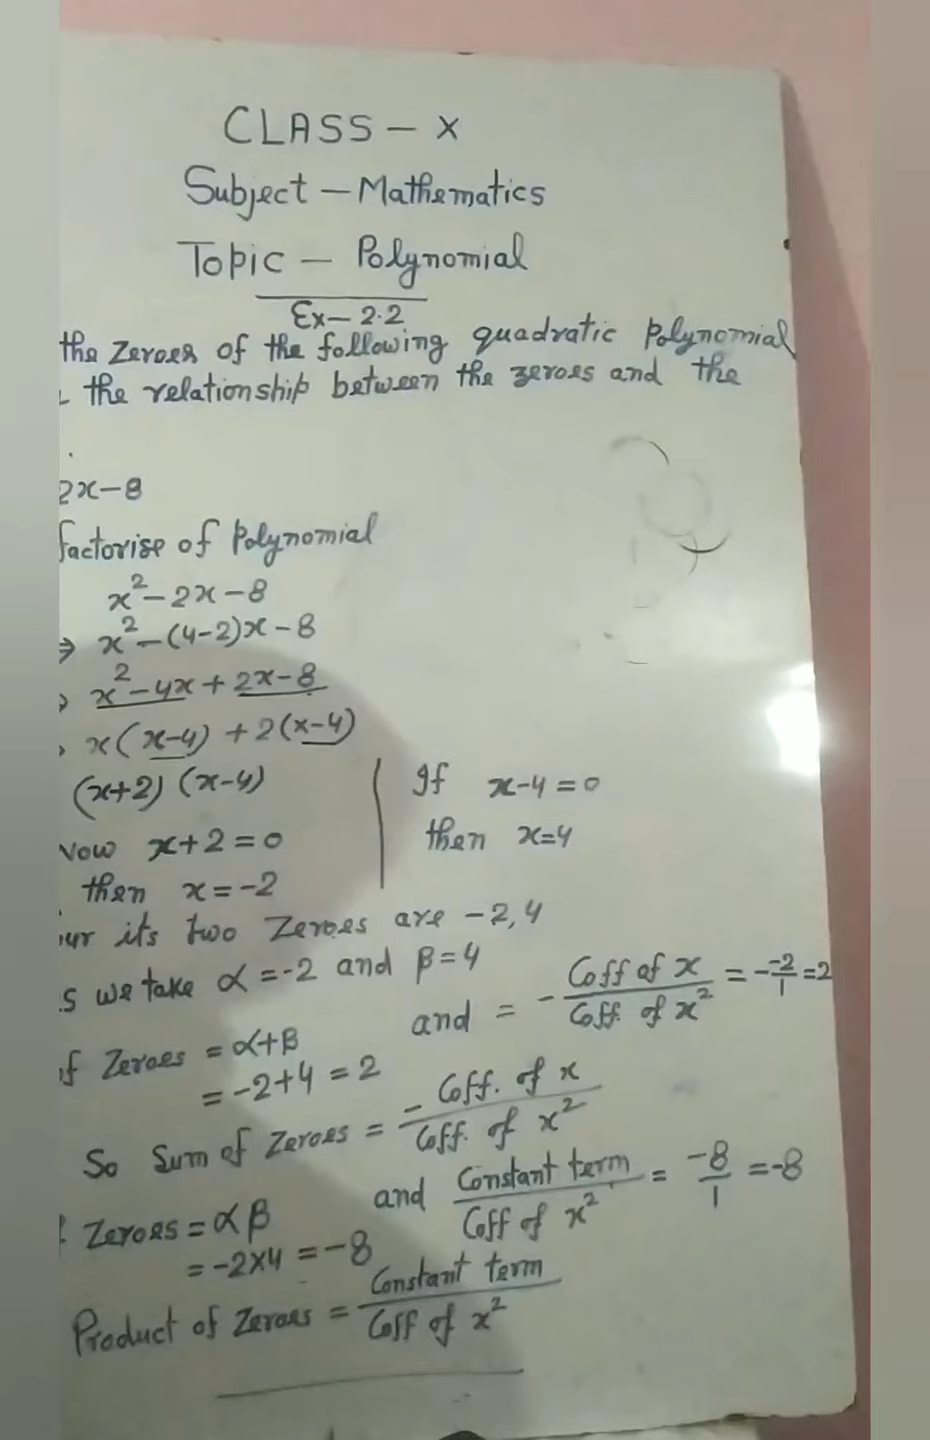 CLASS – X
Subject – Mathematics
Topic – Polynomial
Ex – 2.2
the Zeroes of the following quadratic polynomial
the relationship between the zeroes and the
2x-8
factorise of polynomial
x²-2x-8
⇒ x²-(4-2)x-8
x²-4x+2x-8
x(x-4)+2(x-4)
(x+2)(x-4) If x-4=0
Now x+2=0 then x=4
then x=-2
its two Zeroes are -2,4
we take α=-2 and β=4
of Zeroes = α+β and = - Coff of x / Coff. of x² = - -2/1 = 2
= -2+4 = 2
So Sum of Zeroes = - Coff. of x / Coff. of x²
Zeroes = αβ and Constant term / Coff of x² = -8/1 = -8
= -2×4 = -8
Product of Zeroes = Constant term / Coff of x²